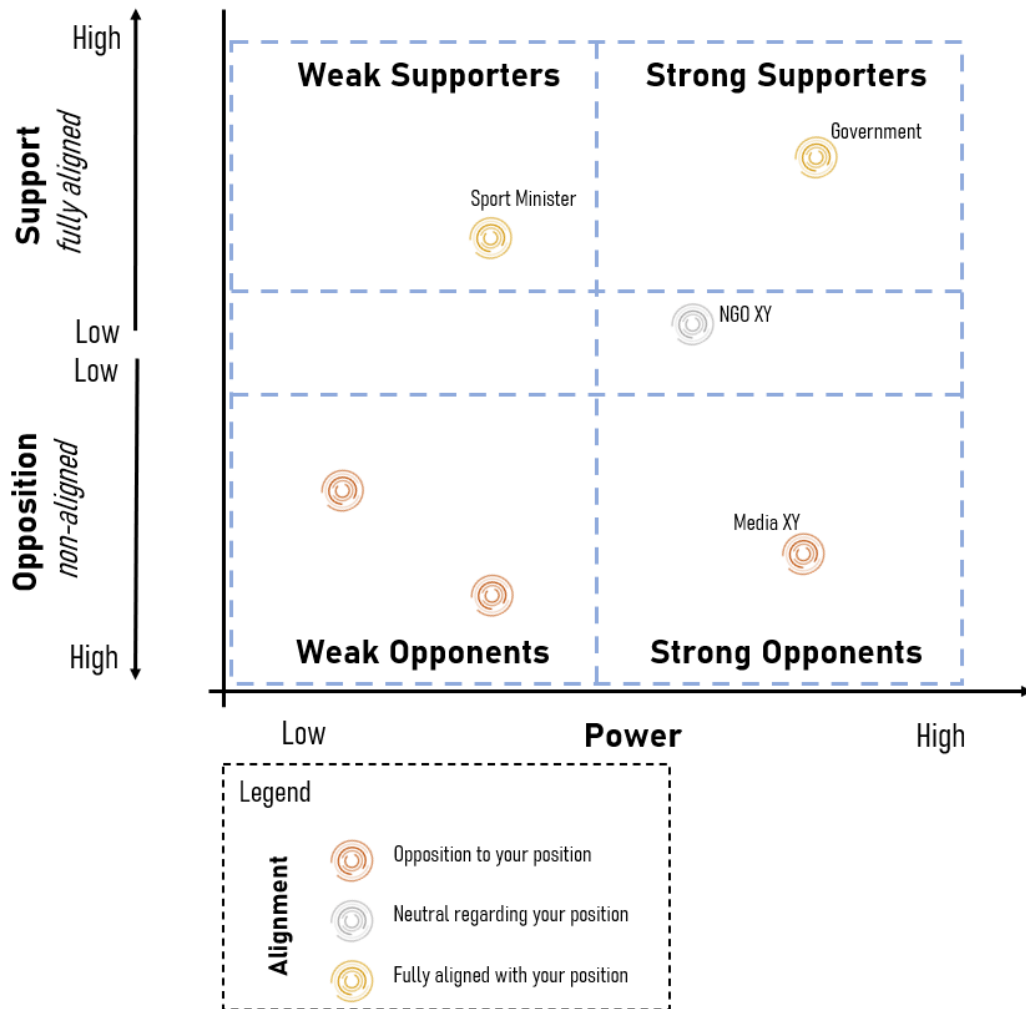 High
Weak Supporters
Strong Supporters
Government
Support
fully aligned
Sport Minister
NGO XY
Low
Low
Opposition
non-aligned
Media XY
High
Weak Opponents
Strong Opponents
Low
Power
High
Legend
Alignment
Opposition to your position
Neutral regarding your position
Fully aligned with your position